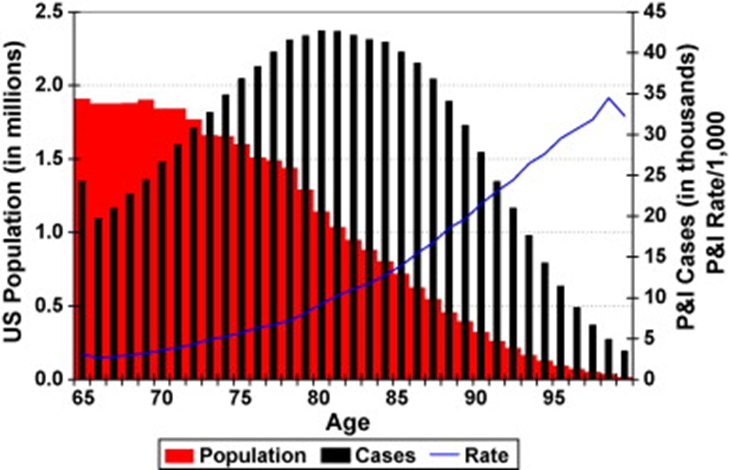 2.5
2.0
1.5
1.0
0.5
0.0
US Population (in millions)
45
40
35
30
25
20
15
10
5
0
P&I Cases (in thousands)
P&I Rate/1,000
65 70 75 80 85 90 95
Age
Population Cases Rate